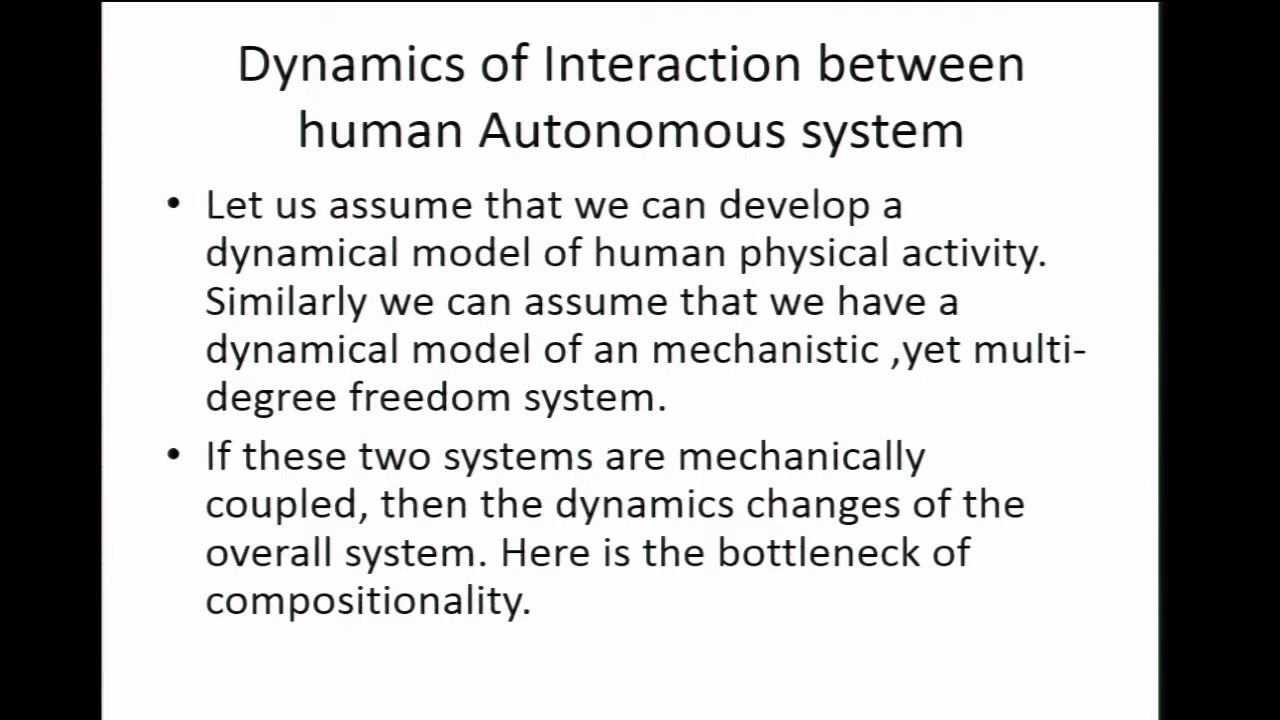 Dynamics of Interaction between
human Autonomous system
• Let us assume that we can develop a
dynamical model of human physical activity.
Similarly we can assume that we have a
dynamical model of an mechanistic ,yet multi-
degree freedom system.
• If these two systems are mechanically
coupled, then the dynamics changes of the
overall system. Here is the bottleneck of
compositionality.